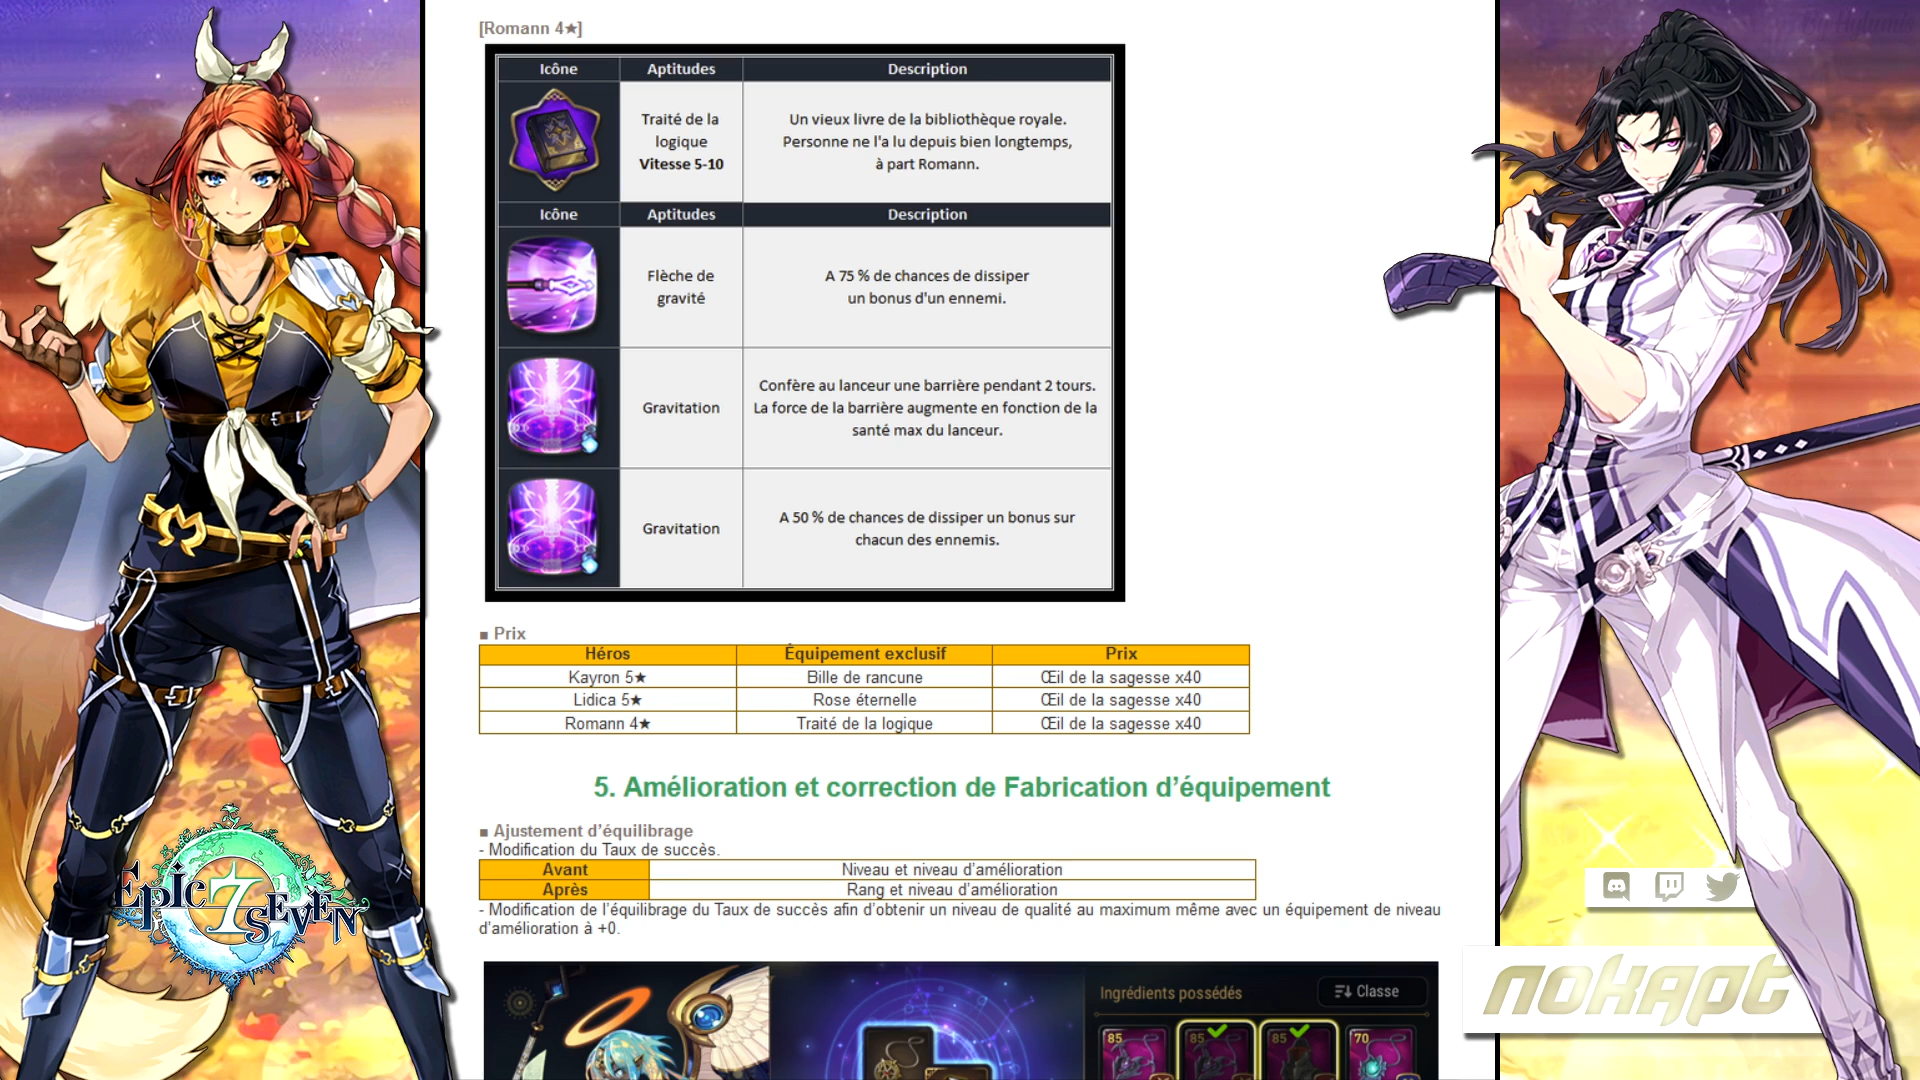 [Romann 4★]
Icône Aptitudes Description
Traité de la
logique
Vitesse 5-10
Un vieux livre de la bibliothèque royale.
Personne ne l'a lu depuis bien longtemps,
à part Romann.
Icône Aptitudes Description
Flèche de
gravité
A 75 % de chances de dissiper
un bonus d'un ennemi.
Gravitation
Confère au lanceur une barrière pendant 2 tours.
La force de la barrière augmente en fonction de la
santé max du lanceur.
Gravitation
A 50 % de chances de dissiper un bonus sur
chacun des ennemis.
■ Prix
Héros Équipement exclusif Prix
Kayron 5★ Bille de rancune Œil de la sagesse x40
Lidica 5★ Rose éternelle Œil de la sagesse x40
Romann 4★ Traité de la logique Œil de la sagesse x40
5. Amélioration et correction de Fabrication d’équipement
■ Ajustement d’équilibrage
- Modification du Taux de succès.
Avant Niveau et niveau d’amélioration
Après Rang et niveau d’amélioration
- Modification de l’équilibrage du Taux de succès afin d’obtenir un niveau de qualité au maximum même avec un équipement de niveau
d’amélioration à +0.
Ingrédients possédés Classe
85 85 85 70
Epic 7 Seven
nokapt